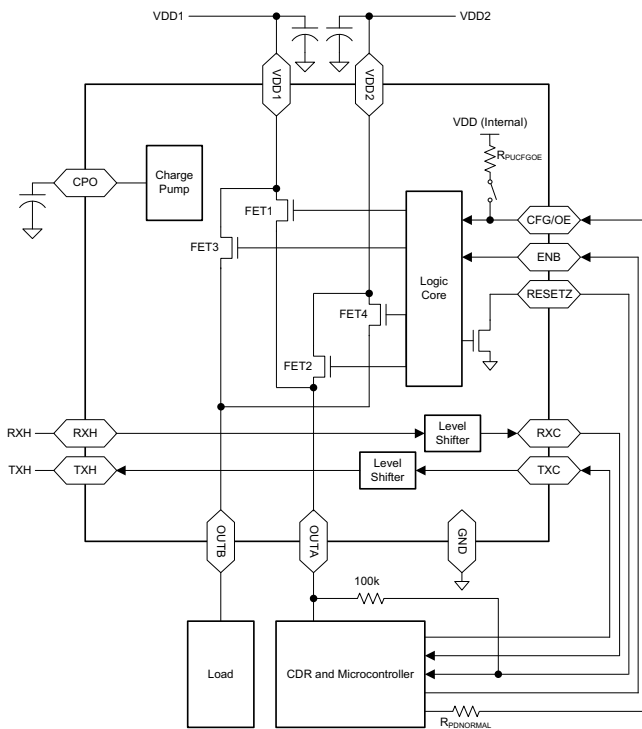 VDD1
VDD2
VDD1
VDD2
VDD (Internal)
RPUCFGOE
CPO
Charge
Pump
FET1
CFG/OE
FET3
ENB
Logic
Core
RESETZ
FET4
FET2
RXH
RXH
Level
Shifter
RXC
TXH
TXH
Level
Shifter
TXC
OUTB
OUTA
GND
100k
Load
CDR and Microcontroller
RPDNORMAL